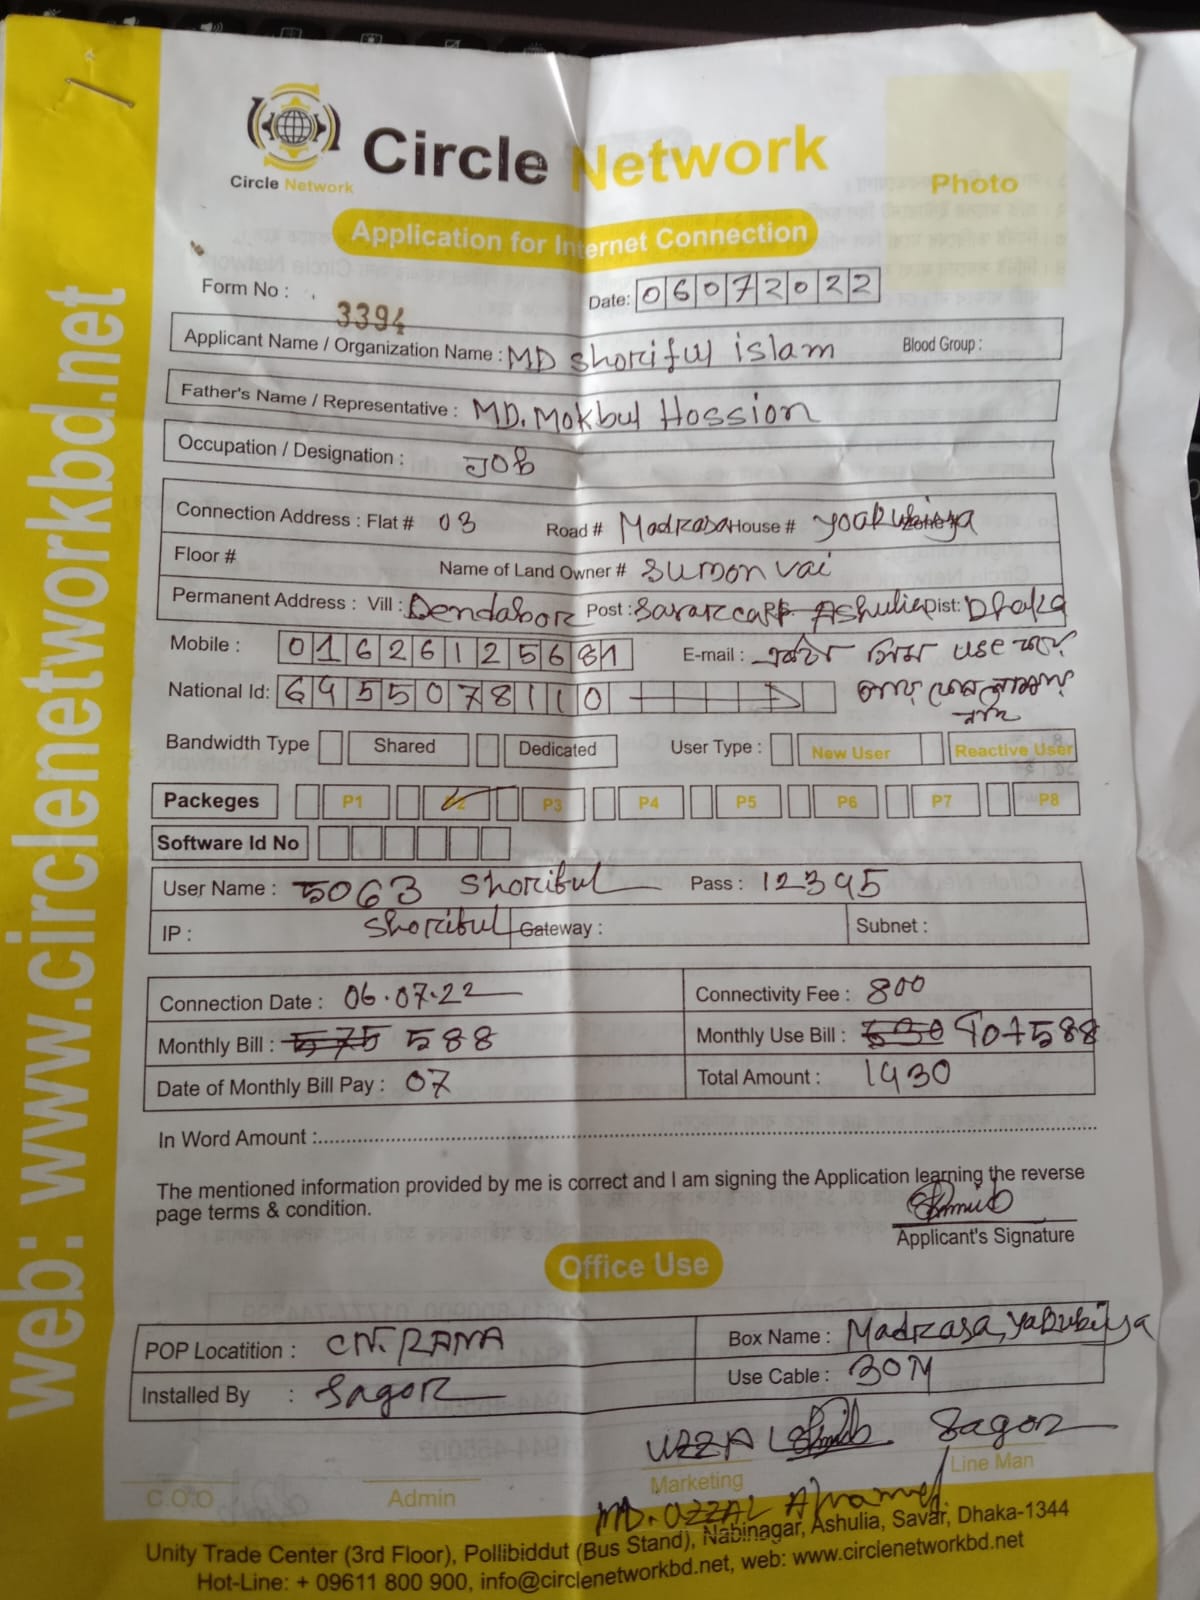 Circle Network
Circle Network
Photo
Application for Internet Connection
Form No :
3394
Date: 06072022
Applicant Name / Organization Name : MD Shoriful islam Blood Group :
Father's Name / Representative : MD. Mokbul Hossion
Occupation / Designation : JOB
Connection Address : Flat # 03 Road # Madrasa House #
Floor # Name of Land Owner # Sumon vai
Permanent Address : Vill : Dendabor Post : Ashulia Dist: Dhaka
Mobile : E-mail :
National Id: 6455078110
Bandwidth Type Shared Dedicated User Type : New User Reactive User
Packeges P1 P3 P4 P5 P6 P7 P8
Software Id No
User Name : 5063 Shoriful Pass : 12345
IP : Shoriful Gateway : Subnet :
Connection Date : 06.07.22 Connectivity Fee : 800
Monthly Bill : 575 588 Monthly Use Bill : 588
Date of Monthly Bill Pay : 07 Total Amount : 1430
In Word Amount :
The mentioned information provided by me is correct and I am signing the Application learning the reverse
page terms & condition.
Applicant's Signature
Office Use
POP Locatition : CN. RANA Box Name : Madrasa, Yakubiya
Installed By : Sagor Use Cable : 30M
UZZAL Sagor
C.O.O Admin Marketing Line Man
MD. UZZAL Ahamed
Unity Trade Center (3rd Floor), Pollibiddut (Bus Stand), Nabinagar, Ashulia, Savar, Dhaka-1344
Hot-Line: + 09611 800 900, info@circlenetworkbd.net, web: www.circlenetworkbd.net
web: www.circlenetworkbd.net